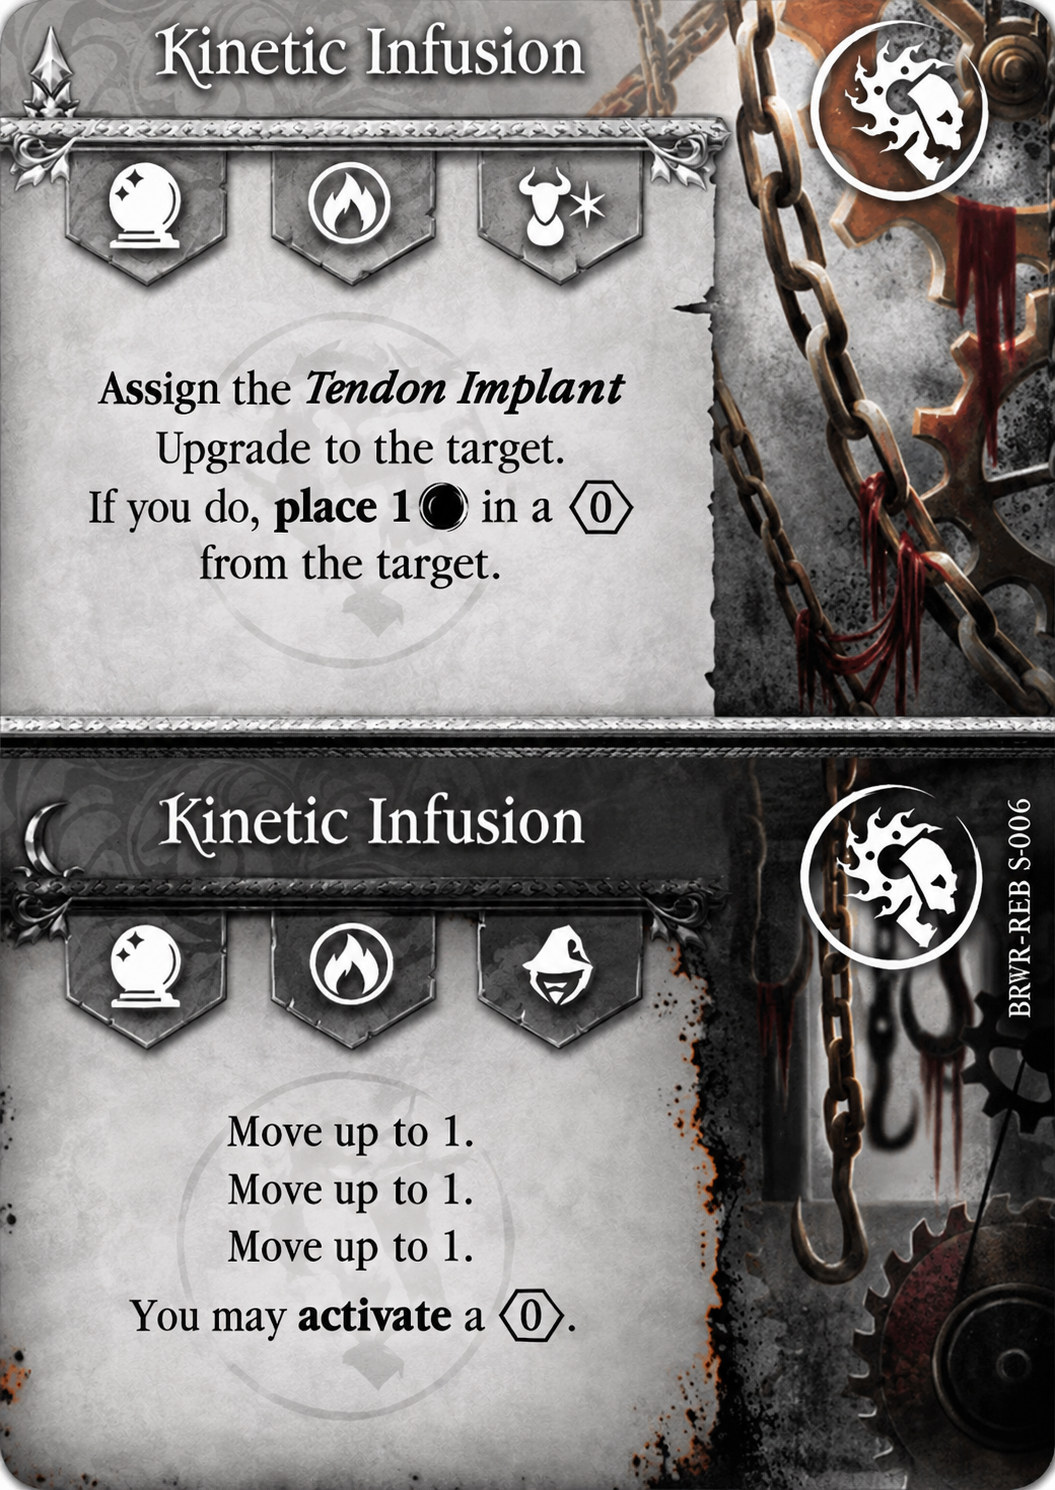 Kinetic Infusion
Assign the Tendon Implant
Upgrade to the target.
If you do, place 1 in a 0
from the target.
Kinetic Infusion
BRWR-REB S-006
Move up to 1.
Move up to 1.
Move up to 1.
You may activate a 0.